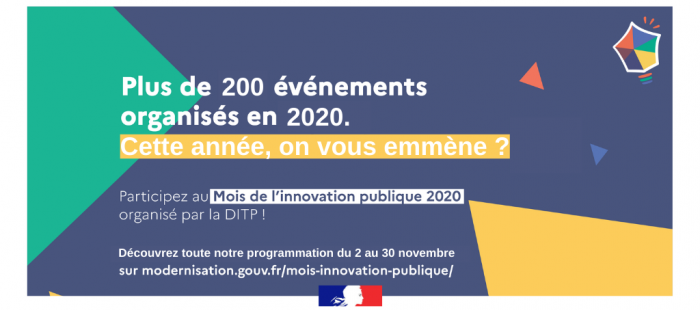 Plus de 200 événements
organisés en 2020.
Cette année, on vous emmène ?
Participez au Mois de l'innovation publique 2020
organisé par la DITP !
Découvrez toute notre programmation du 2 au 30 novembre
sur modernisation.gouv.fr/mois-innovation-publique/